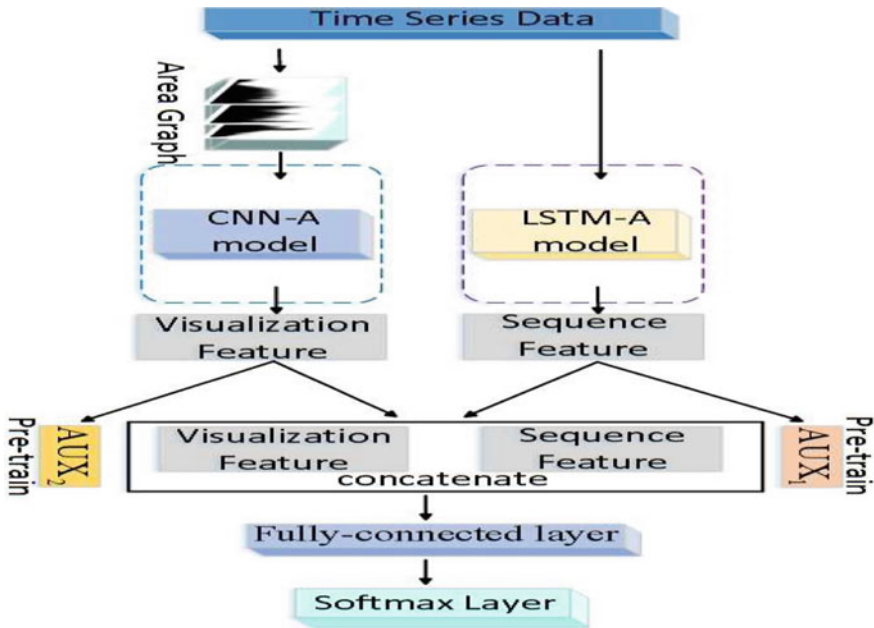 Time Series Data
Area Graph
CNN-A
model
LSTM-A
model
Visualization
Feature
Sequence
Feature
Pre-train
AUX2
Visualization
Feature
Sequence
Feature
concatenate
AUX1
Pre-train
Fully-connected layer
Softmax Layer